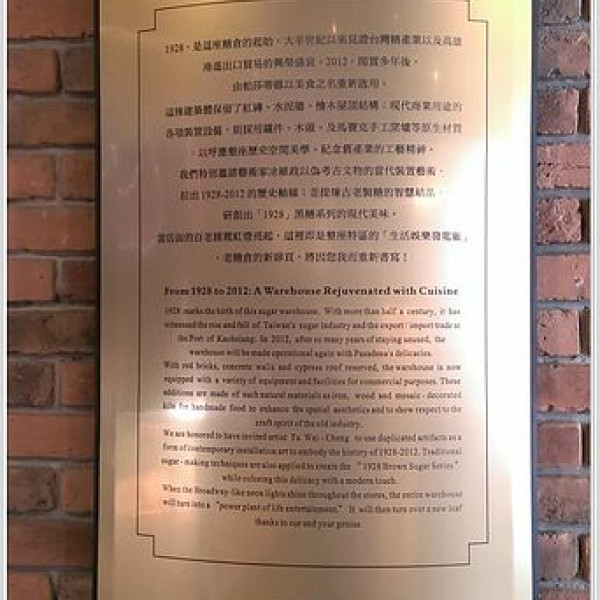 1928，是這座糖倉的起始，大半世紀以來見證台灣糖產業以及高雄
港進出口貿易的興榮盛衰。2012，閒置多年後，
由帕莎蒂娜以美食之名重新啟用。
這棟建築體保留了紅磚、水泥牆、檜木屋頂結構；現代商業用途的
各項裝置設備，則採用鐵件、木頭、及馬賽克手工窯爐等原生材質
，以呼應整座歷史空間美學，紀念舊產業的工藝精神。
我們特別邀請藝術家涂維政以偽考古文物的當代裝置藝術，
拉出1928-2012的歷史軸線；並採煉古老製糖的智慧結晶，
研創出「1928」黑糖系列的現代美味。
當店面的百老匯霓虹燈亮起，這裡即是整座特區的「生活娛樂發電廠」
，老糖倉的新扉頁，將因您我而重新書寫！
From 1928 to 2012: A Warehouse Rejuvenated with Cuisine
1928 marks the birth of this sugar warehouse. With more than half a century, it has
witnessed the rise and fall of Taiwan's sugar industry and the export / import trade at
the Port of Kaohsiung. In 2012, after so many years of staying unused, the
warehouse will be made operational again with Pasadena's delicacies.
With red bricks, concrete walls and cypress roof reserved, the warehouse is now
equipped with a variety of equipment and facilities for commercial purposes. These
additions are made of such natural materials as iron, wood and mosaic - decorated
kiln for handmade food to enhance the spatial aesthetics and to show respect to the
craft spirit of the old industry.
We are honored to have invited artist Tu Wei - Cheng to use duplicated artifacts as a
form of contemporary installation art to embody the history of 1928-2012. Traditional
sugar - making techniques are also applied to create the “1928 Brown Sugar Series”
while enforcing this delicacy with a modern touch.
When the Broadway-like neon lights shine throughout the stores, the entire warehouse
will turn into a “power plant of life entertainment.” It will then turn over a new leaf
thanks to our and your genius.